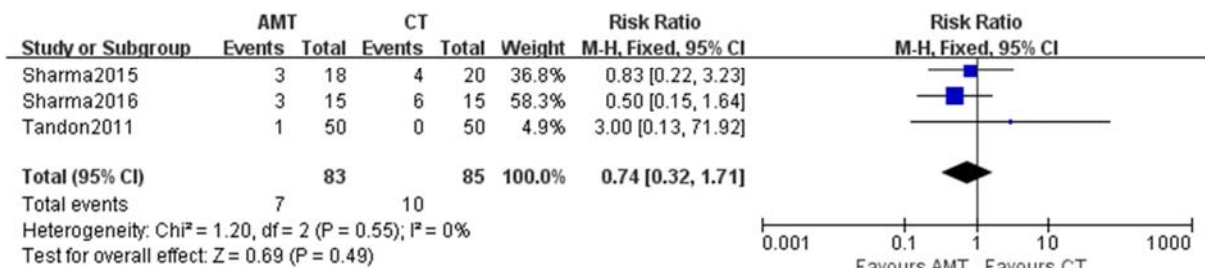 AMT CT Risk Ratio Risk Ratio
Study or Subgroup Events Total Events Total Weight M-H, Fixed, 95% CI M-H, Fixed, 95% CI
Sharma2015 3 18 4 20 36.8% 0.83 [0.22, 3.23]
Sharma2016 3 15 6 15 58.3% 0.50 [0.15, 1.64]
Tandon2011 1 50 0 50 4.9% 3.00 [0.13, 71.92]
Total (95% CI) 83 85 100.0% 0.74 [0.32, 1.71]
Total events 7 10
Heterogeneity: Chi² = 1.20, df = 2 (P = 0.55); I² = 0%
Test for overall effect: Z = 0.69 (P = 0.49)
0.001 0.1 1 10 1000
Favours AMT Favours CT